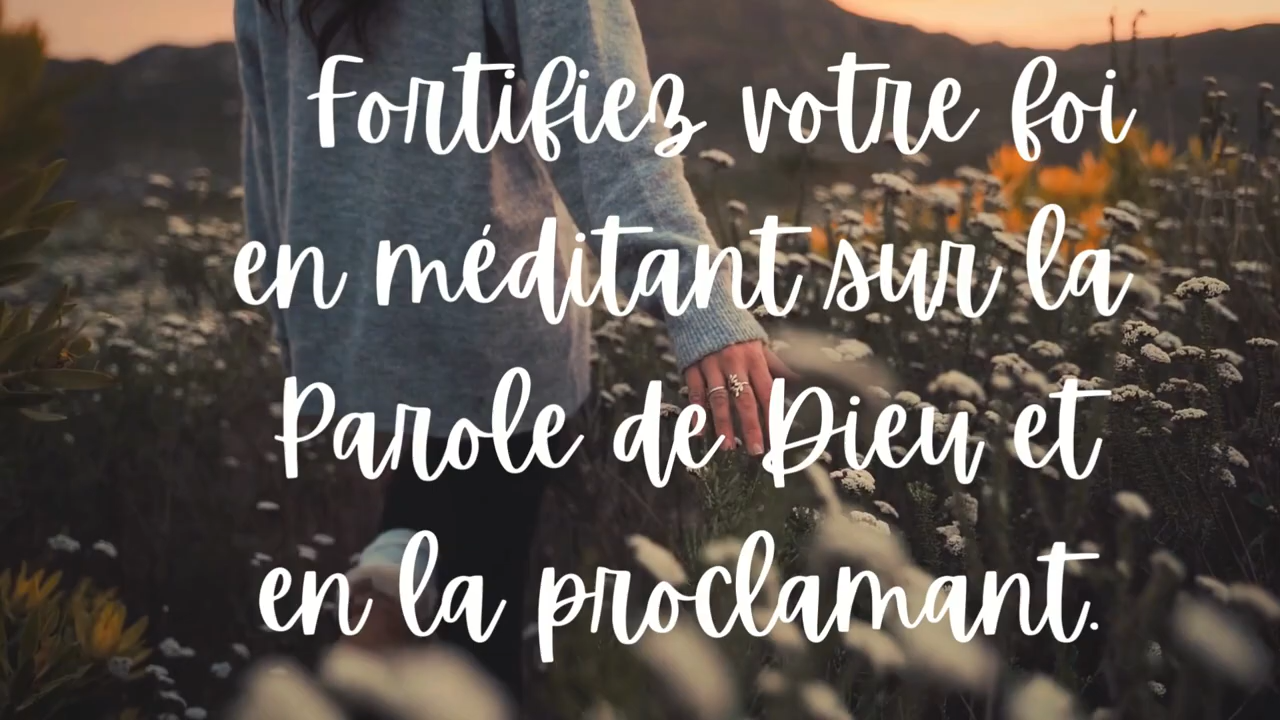 Fortifiez votre foi
en méditant sur la
Parole de Dieu et
en la proclamant.